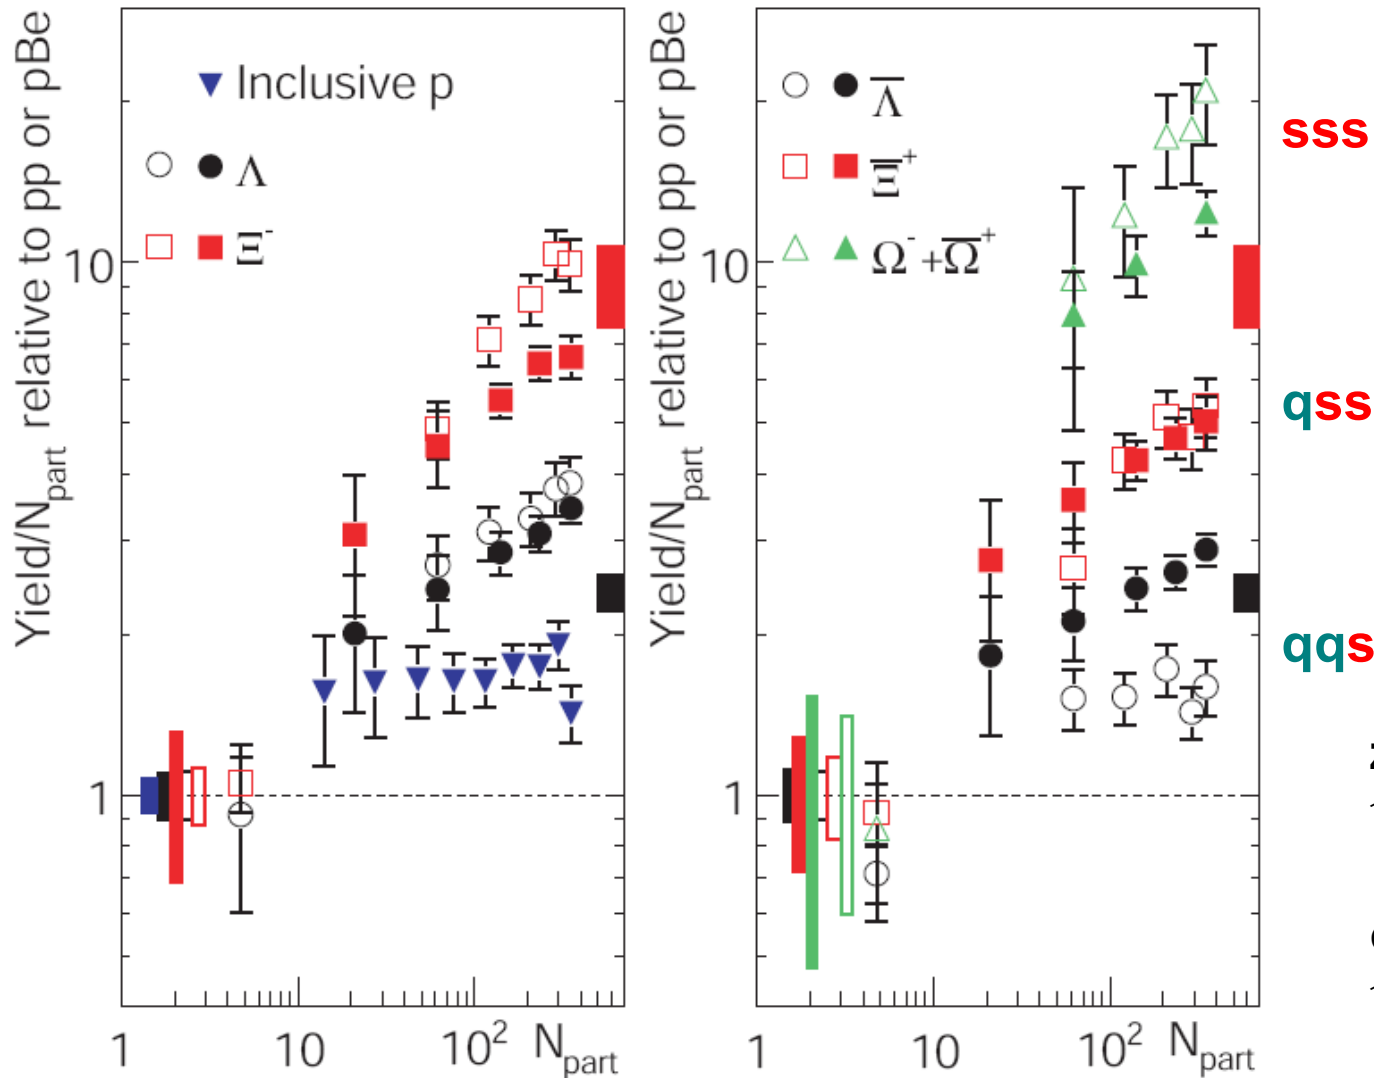 Yield/Npart relative to pp or pBe
Inclusive p
Λ
Ξ-
10
1
1
10
10²
Npart
Yield/Npart relative to pp or pBe
Λ̅
Ξ̅+
Ω-+Ω̅+
10
1
1
10
10²
Npart
sss
qss
qqs